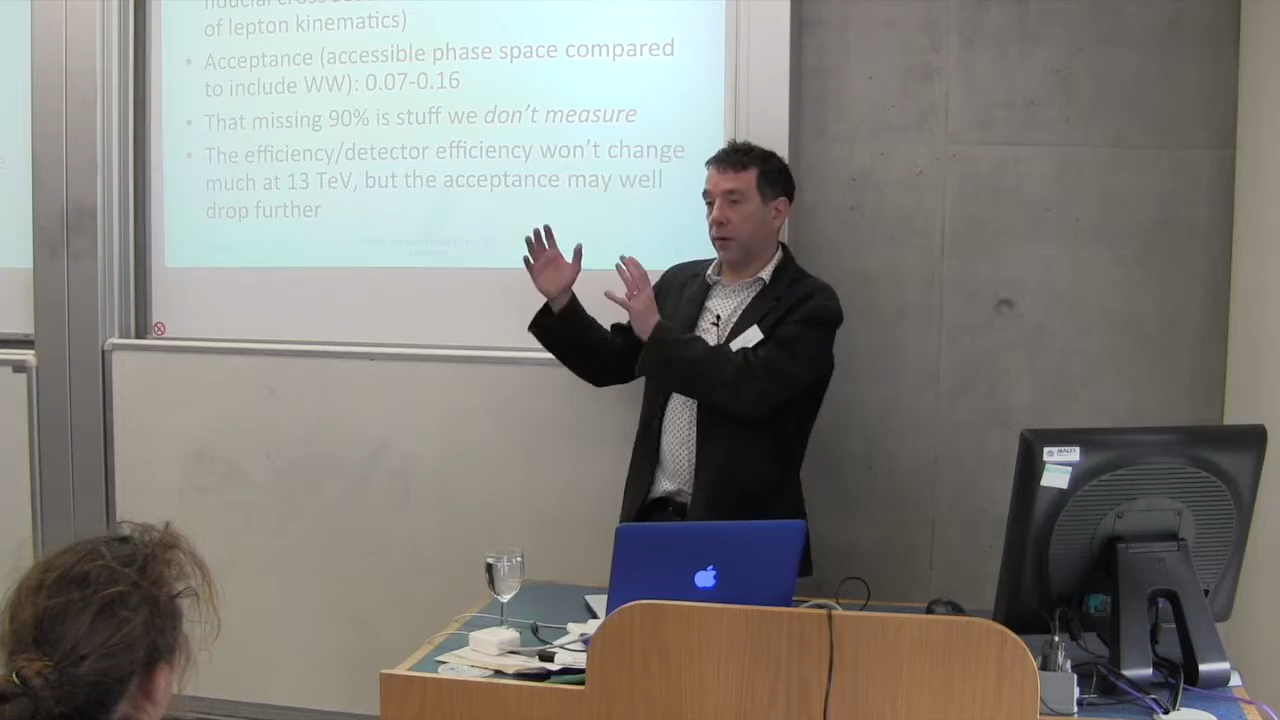 of lepton kinematics)
• Acceptance (accessible phase space compared
to include WW): 0.07-0.16
• That missing 90% is stuff we don't measure
• The efficiency/detector efficiency won't change
much at 13 TeV, but the acceptance may well
drop further